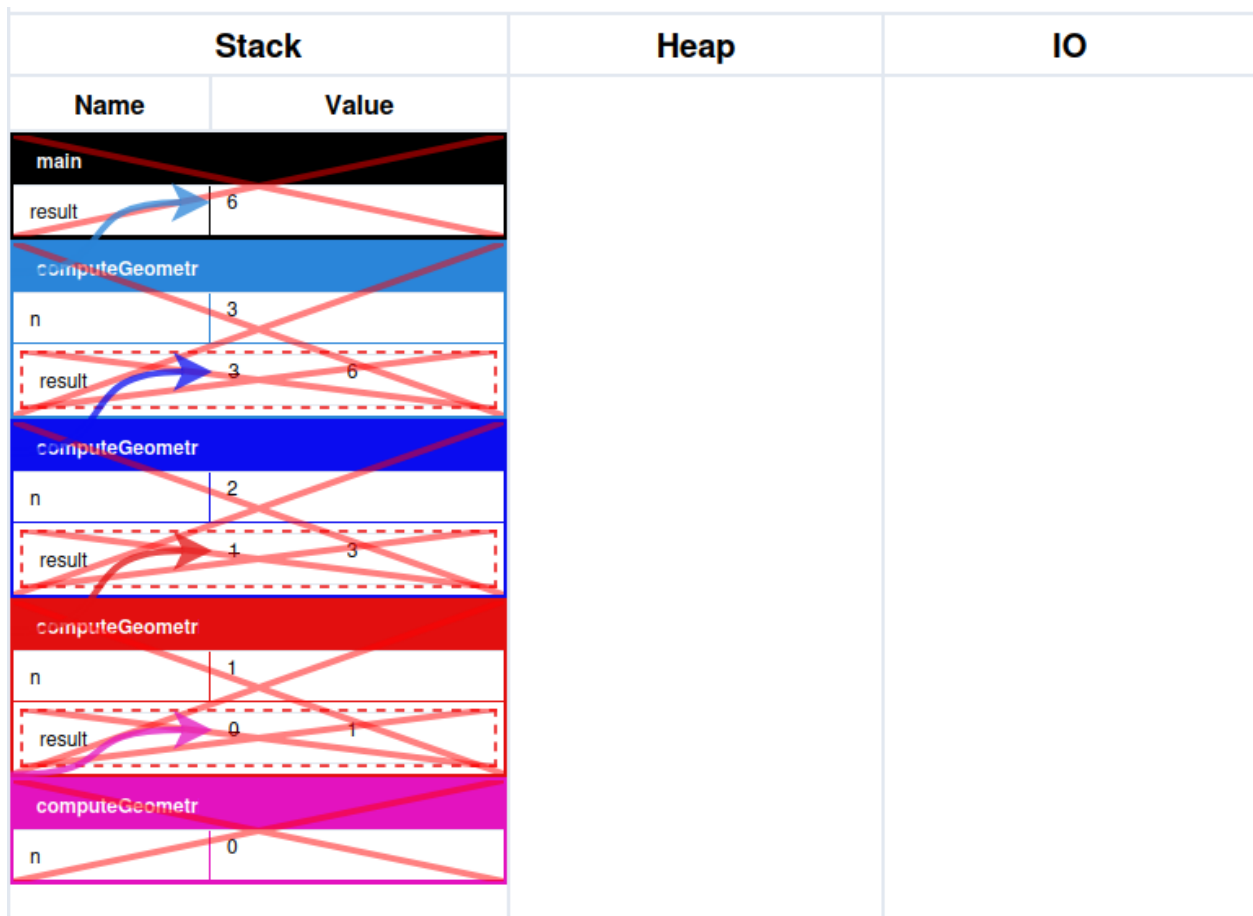 Stack Heap IO
Name Value
main
result 6
computeGeometr
n 3
result 3 6
computeGeometr
n 2
result 1 3
computeGeometr
n 1
result 0 1
computeGeometr
n 0